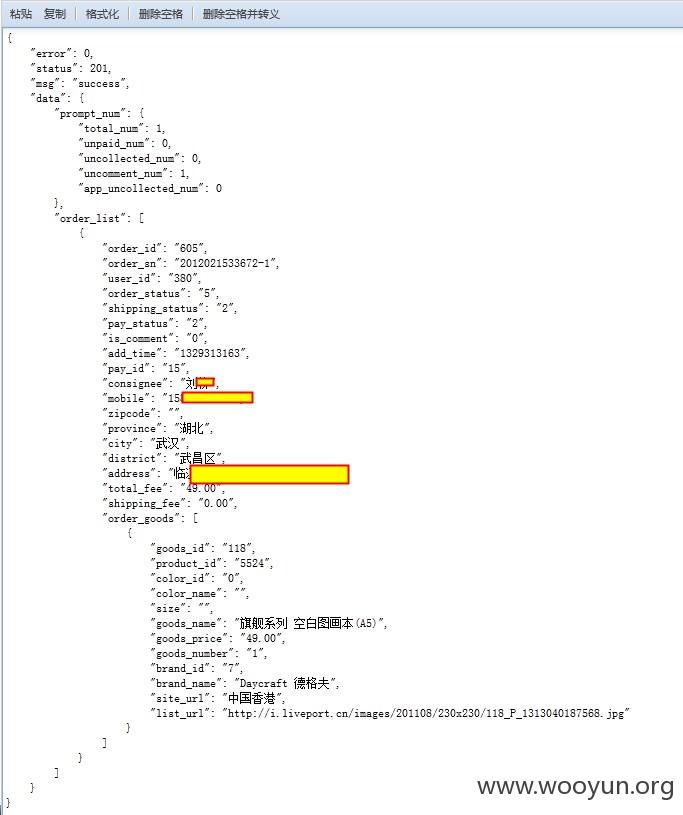 粘贴 复制 格式化 删除空格 删除空格并转义
{
"error": 0,
"status": 201,
"msg": "success",
"data": {
"prompt_num": {
"total_num": 1,
"unpaid_num": 0,
"uncollected_num": 0,
"uncomment_num": 1,
"app_uncollected_num": 0
},
"order_list": [
{
"order_id": "605",
"order_sn": "2012021533672-1",
"user_id": "380",
"order_status": "5",
"shipping_status": "2",
"pay_status": "2",
"is_comment": "0",
"add_time": "1329313163",
"pay_id": "15",
"consignee": "刘
"mobile": "15
"zipcode": "",
"province": "湖北",
"city": "武汉",
"district": "武昌区",
"address": "临
"total_fee": "49.00",
"shipping_fee": "0.00",
"order_goods": [
{
"goods_id": "118",
"product_id": "5524",
"color_id": "0",
"color_name": "",
"size": "",
"goods_name": "旗舰系列 空白图画本(A5)",
"goods_price": "49.00",
"goods_number": "1",
"brand_id": "7",
"brand_name": "Daycraft 德格夫",
"site_url": "中国香港",
"list_url": "http://i.liveport.cn/images/201108/230x230/118_P_1313040187568.jpg"
}
]
}
]
}
}
www.wooyun.org